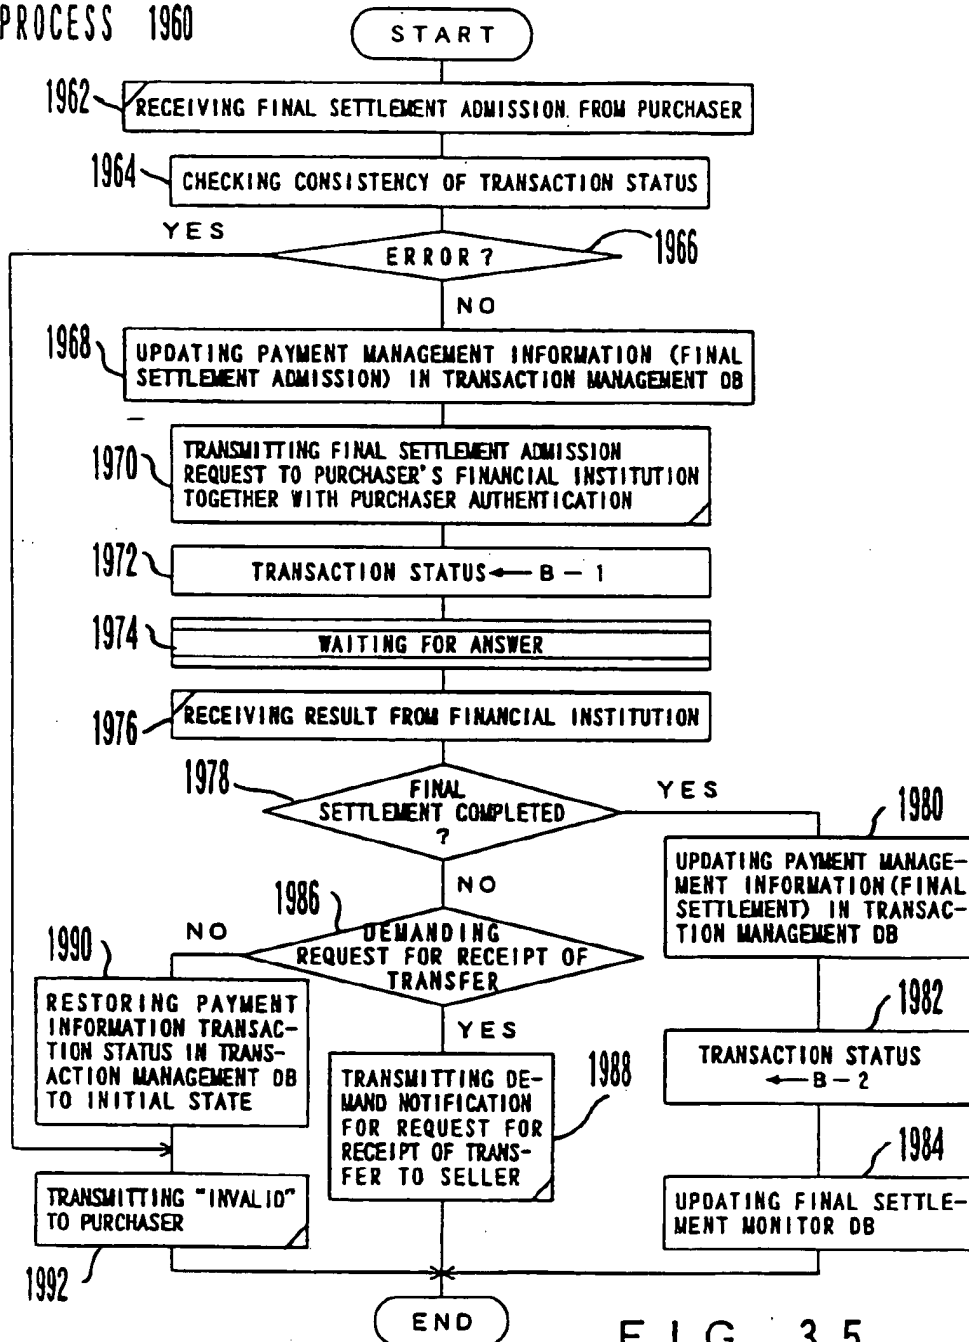 PROCESS 1960
START
1962
RECEIVING FINAL SETTLEMENT ADMISSION FROM PURCHASER
1964
CHECKING CONSISTENCY OF TRANSACTION STATUS
YES
ERROR?
1966
NO
1968
UPDATING PAYMENT MANAGEMENT INFORMATION (FINAL
SETTLEMENT ADMISSION) IN TRANSACTION MANAGEMENT DB
1970
TRANSMITTING FINAL SETTLEMENT ADMISSION
REQUEST TO PURCHASER'S FINANCIAL INSTITUTION
TOGETHER WITH PURCHASER AUTHENTICATION
1972
TRANSACTION STATUS ← B - 1
1974
WAITING FOR ANSWER
1976
RECEIVING RESULT FROM FINANCIAL INSTITUTION
1978
FINAL
SETTLEMENT COMPLETED
?
YES
1980
UPDATING PAYMENT MANAGE-
MENT INFORMATION(FINAL
SETTLEMENT) IN TRANSAC-
TION MANAGEMENT DB
NO
1986
DEMANDING
REQUEST FOR RECEIPT OF
TRANSFER
NO
1990
RESTORING PAYMENT
INFORMATION TRANSAC-
TION STATUS IN TRANS-
ACTION MANAGEMENT DB
TO INITIAL STATE
YES
1988
TRANSMITTING DE-
MAND NOTIFICATION
FOR REQUEST FOR
RECEIPT OF TRANS-
FER TO SELLER
1982
TRANSACTION STATUS
← B - 2
1984
UPDATING FINAL SETTLE-
MENT MONITOR DB
TRANSMITTING "INVALID"
TO PURCHASER
1992
END
FIG. 35